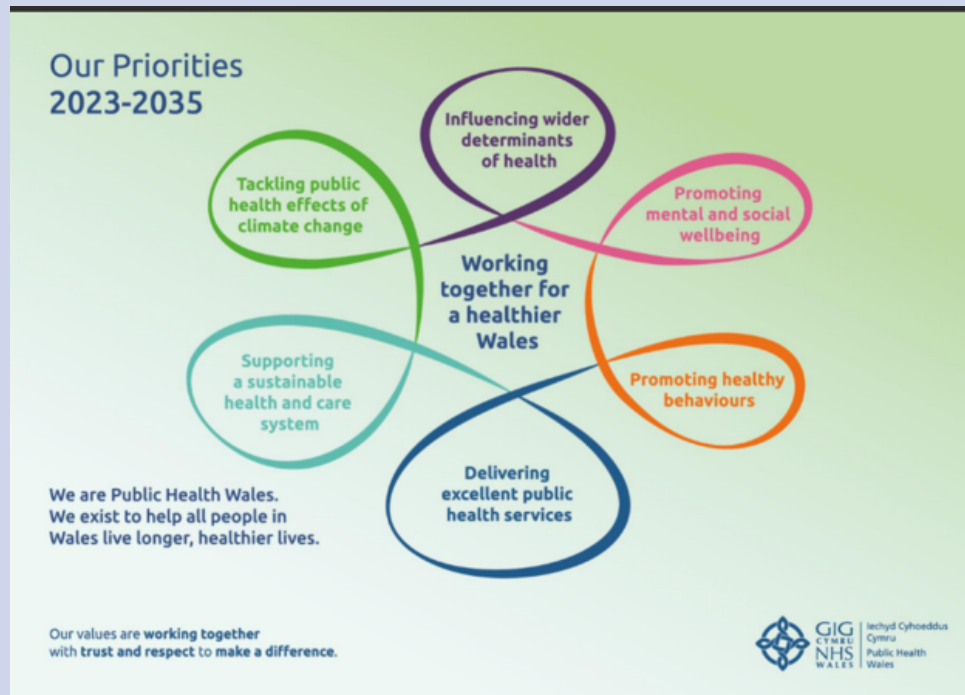 Our Priorities
2023-2035
Influencing wider
determinants
of health
Promoting
mental and social
wellbeing
Promoting healthy
behaviours
Delivering
excellent public
health services
Supporting
a sustainable
health and care
system
Tackling public
health effects of
climate change
Working
together for
a healthier
Wales
We are Public Health Wales.
We exist to help all people in
Wales live longer, healthier lives.
Our values are working together
with trust and respect to make a difference.
GIG
CYMRU
NHS
WALES
Iechyd Cyhoeddus
Cymru
Public Health
Wales